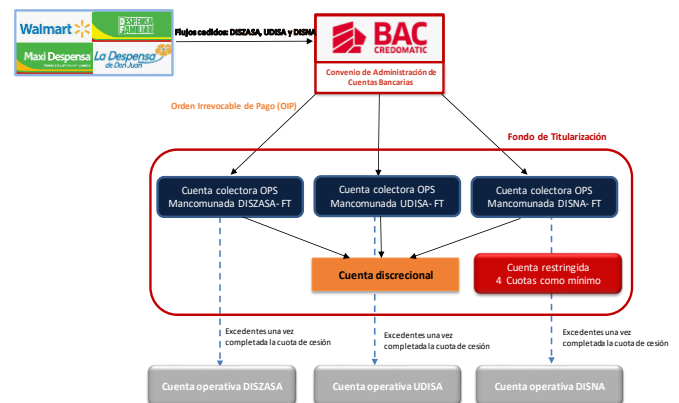 Walmart
DESPENSA
FAMILIAR
Maxi Despensa
La Despensa
de Don Juan
Flujos cedidos: DISZASA, UDISA y DISNA
BAC
CREDOMATIC
Convenio de Administración de
Cuentas Bancarias
Orden Irrevocable de Pago (OIP)
Fondo de Titularización
Cuenta colectora OPS
Mancomunada DISZASA- FT
Cuenta colectora OPS
Mancomunada UDISA- FT
Cuenta colectora OPS
Mancomunada DISNA- FT
Cuenta discrecional
Cuenta restringida
4 Cuotas como mínimo
Excedentes una vez
completada la cuota de cesión
Excedentes una vez
completada la cuota de cesión
Excedentes una vez
completada la cuota de cesión
Cuenta operativa DISZASA
Cuenta operativa UDISA
Cuenta operativa DISNA